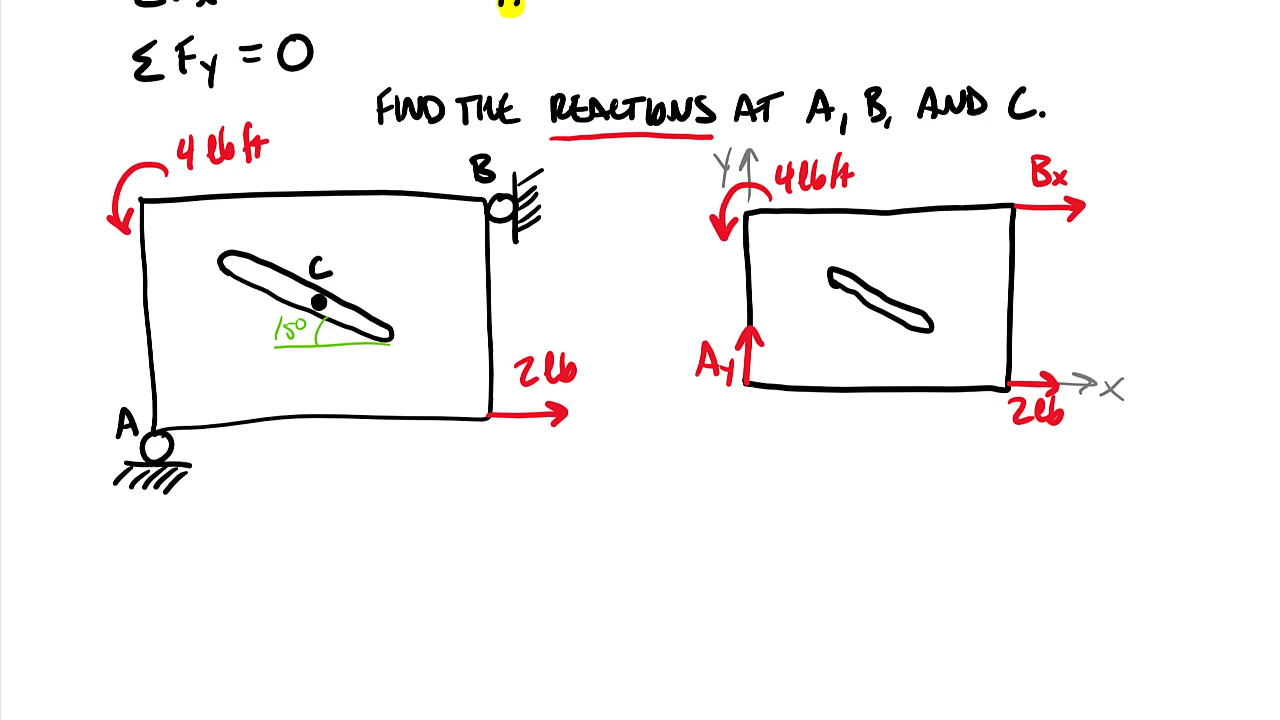 Σ Fy = 0
FIND THE REACTIONS AT A, B, AND C.
4 lb ft
B
C
15°
2 lb
A
Y
4 lb ft
Bx
Ay
2 lb
X